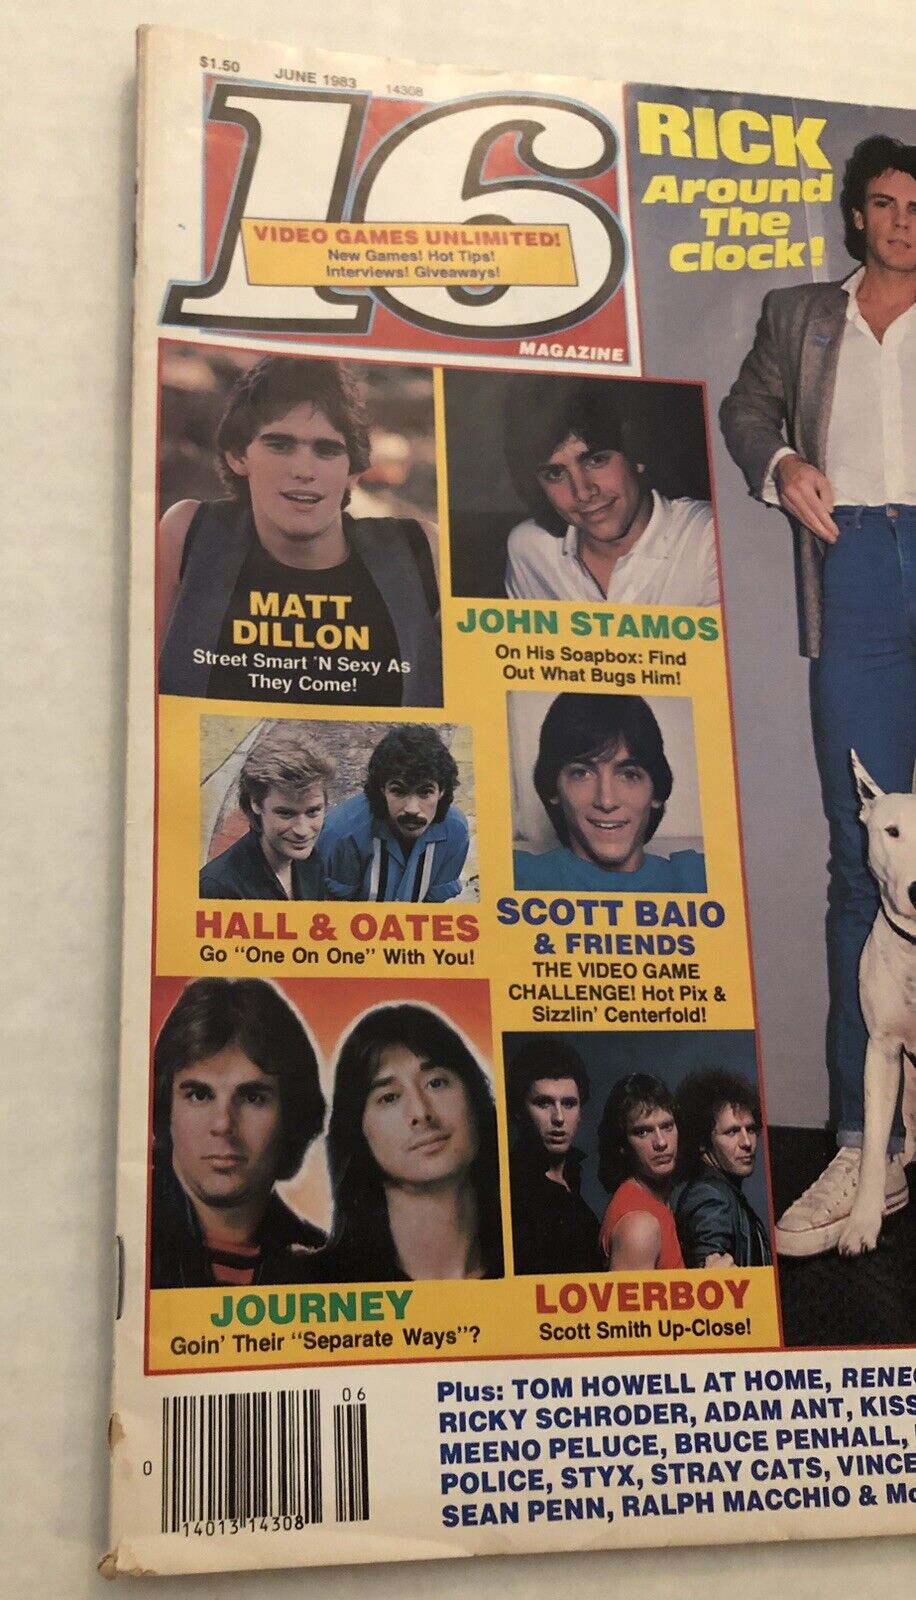 $1.50 JUNE 1983 14308
16
VIDEO GAMES UNLIMITED!
New Games! Hot Tips!
Interviews! Giveaways!
MAGAZINE
RICK
Around
The
Clock!
MATT
DILLON
Street Smart 'N Sexy As
They Come!
JOHN STAMOS
On His Soapbox: Find
Out What Bugs Him!
HALL & OATES
Go "One On One" With You!
SCOTT BAIO
& FRIENDS
THE VIDEO GAME
CHALLENGE! Hot Pix &
Sizzlin' Centerfold!
JOURNEY
Goin' Their "Separate Ways"?
LOVERBOY
Scott Smith Up-Close!
06
0
14013 14308
Plus: TOM HOWELL AT HOME,
RICKY SCHRODER, ADAM ANT, KISS
MEENO PELUCE, BRUCE PENHALL,
POLICE, STYX, STRAY CATS, VINCE
SEAN PENN, RALPH MACCHIO &